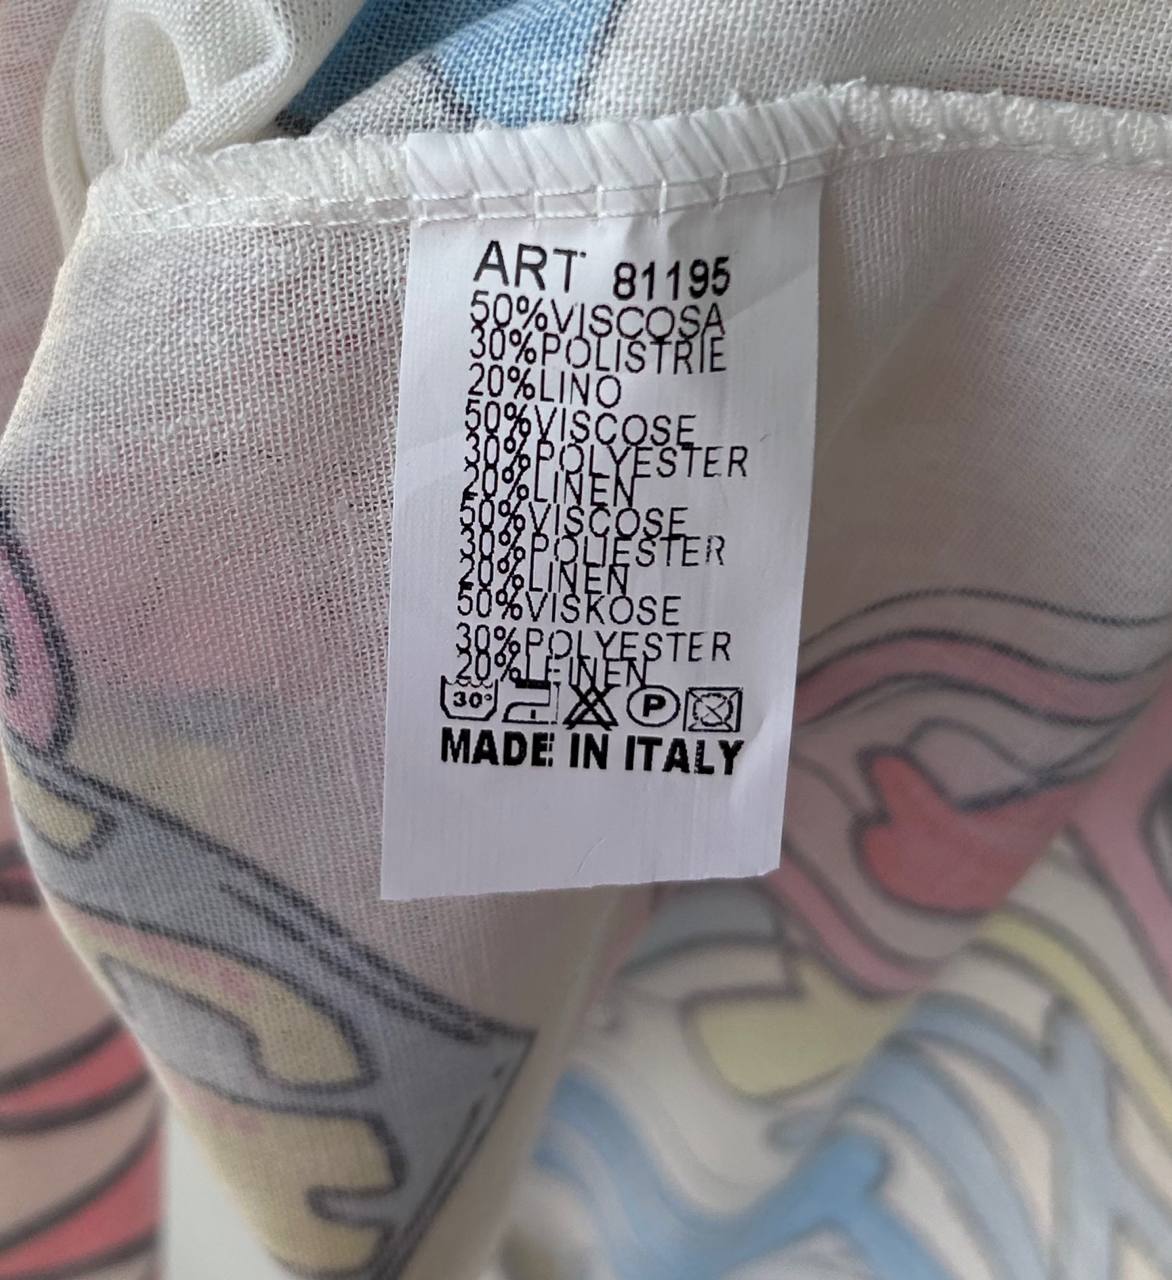 ART 81195
50%VISCOSA
30%POLISTRIE
20%LINO
50%VISCOSE
30%POLYESTER
20%LINEN
50%VISCOSE
30%POLIESTER
20%LINEN
50%VISKOSE
30%POLYESTER
20%LEINEN
30° P
MADE IN ITALY